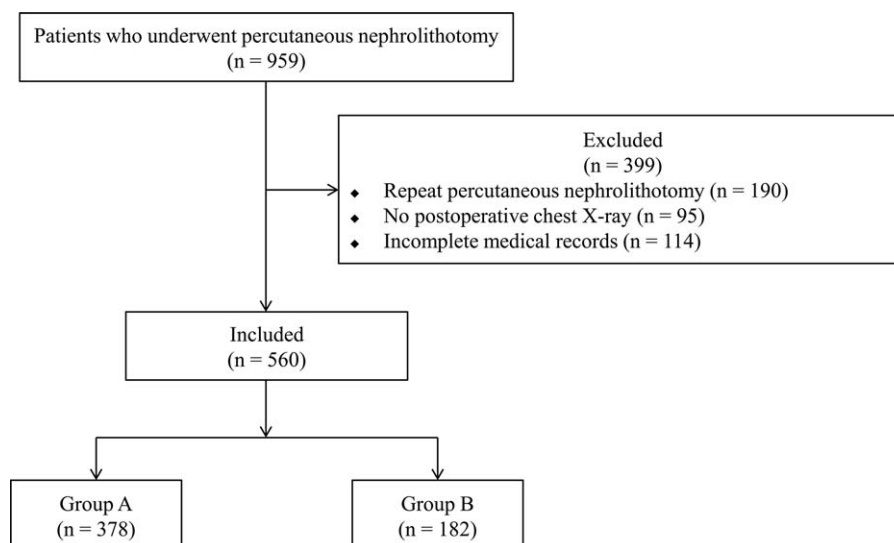 Patients who underwent percutaneous nephrolithotomy
(n = 959)
Excluded
(n = 399)
◆ Repeat percutaneous nephrolithotomy (n = 190)
◆ No postoperative chest X-ray (n = 95)
◆ Incomplete medical records (n = 114)
Included
(n = 560)
Group A
(n = 378)
Group B
(n = 182)